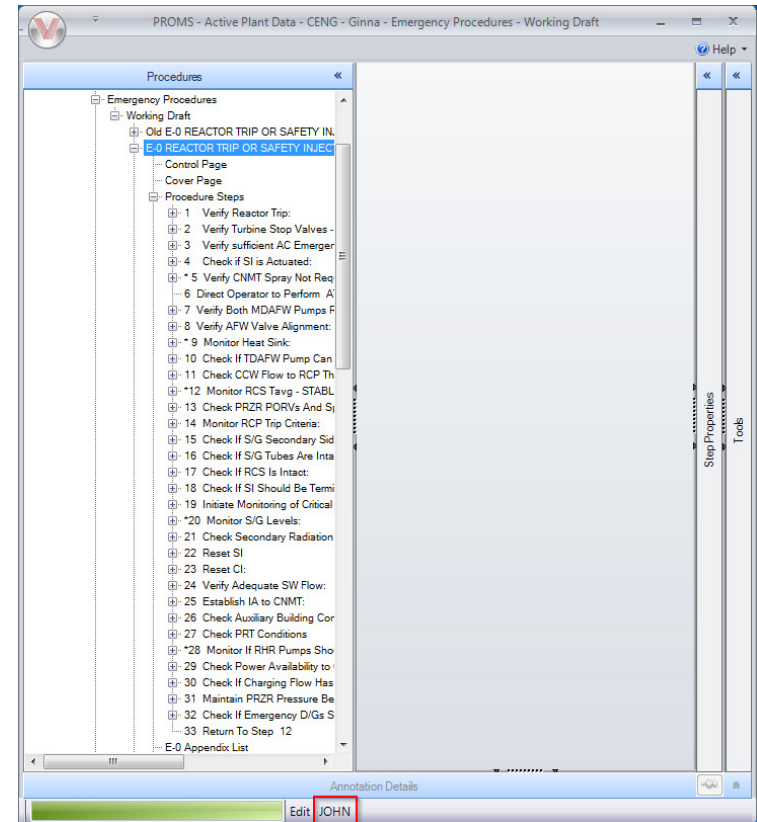 PROMS - Active Plant Data - CENG - Ginna - Emergency Procedures - Working Draft
Help
Procedures
Emergency Procedures
Working Draft
Old E-0 REACTOR TRIP OR SAFETY IN
E-0 REACTOR TRIP OR SAFETY INJEC
Control Page
Cover Page
Procedure Steps
1 Verify Reactor Trip:
2 Verify Turbine Stop Valves -
3 Verify sufficient AC Emerger
4 Check if SI is Actuated:
* 5 Verify CNMT Spray Not Req
6 Direct Operator to Perform A
7 Verify Both MDAFW Pumps R
8 Verify AFW Valve Alignment:
* 9 Monitor Heat Sink:
10 Check If TDAFW Pump Can
11 Check CCW Flow to RCP Th
*12 Monitor RCS Tavg - STABL
13 Check PRZR PORVs And Sp
14 Monitor RCP Trip Criteria:
15 Check If S/G Secondary Sid
16 Check If S/G Tubes Are Inta
17 Check If RCS Is Intact:
18 Check If SI Should Be Termi
19 Initiate Monitoring of Critical
*20 Monitor S/G Levels:
21 Check Secondary Radiation
22 Reset SI
23 Reset CI:
24 Verify Adequate SW Flow:
25 Establish IA to CNMT:
26 Check Auxiliary Building Cor
27 Check PRT Conditions
*28 Monitor If RHR Pumps Sho
29 Check Power Availability to
30 Check If Charging Flow Has
31 Maintain PRZR Pressure Be
32 Check If Emergency D/Gs S
33 Return To Step 12
E-0 Appendix List
Step Properties
Tools
Annotation Details
Edit JOHN